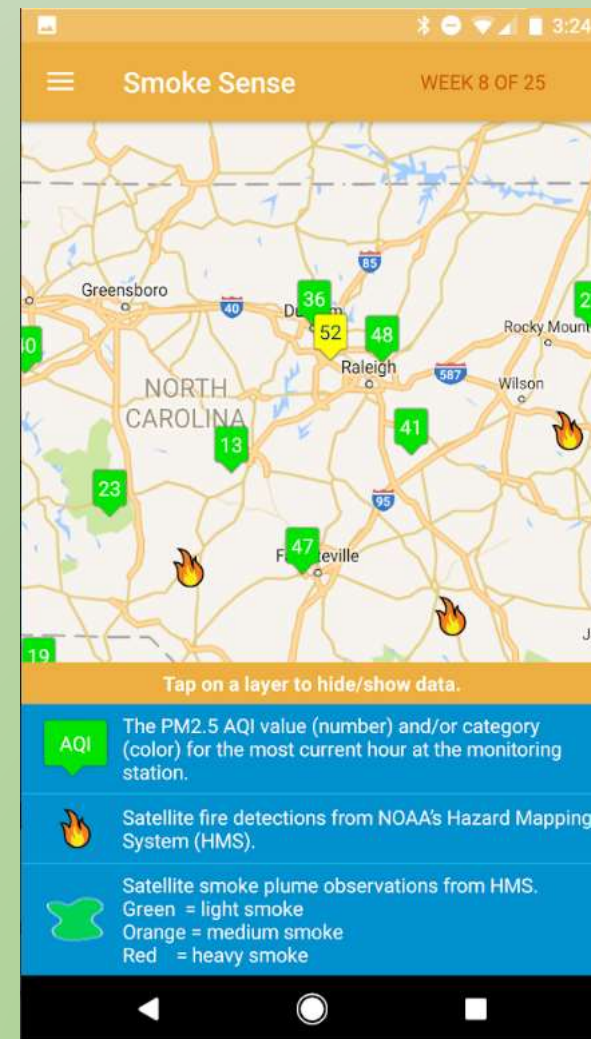 3:24
Smoke Sense
WEEK 8 OF 25
85
Greensboro
40
36
52
48
Raleigh
Rocky Mount
587
Wilson
NORTH
CAROLINA
13
41
23
95
47
19
Tap on a layer to hide/show data.
AQI
The PM2.5 AQI value (number) and/or category
(color) for the most current hour at the monitoring
station.
Satellite fire detections from NOAA's Hazard Mapping
System (HMS).
Satellite smoke plume observations from HMS.
Green = light smoke
Orange = medium smoke
Red = heavy smoke